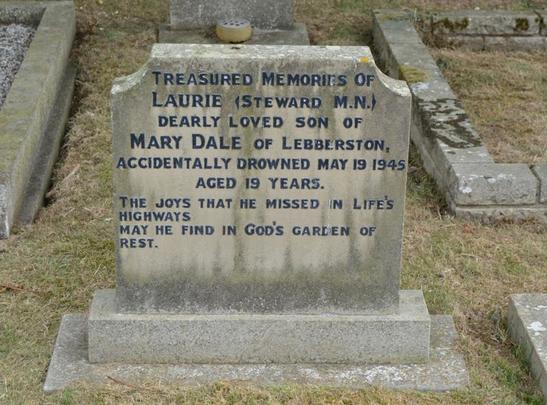 Treasured Memories Of
Laurie (Steward M.N.)
dearly loved son of
Mary Dale of Lebberston,
accidentally drowned May 19 1945
aged 19 years.
The joys that he missed in Life's
highways
may he find in God's garden of
rest.